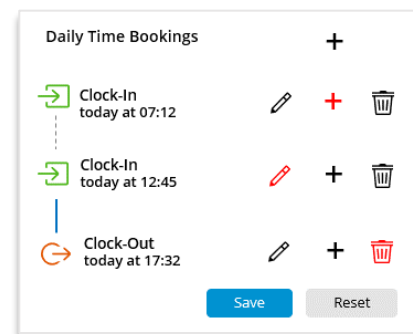 Daily Time Bookings
Clock-In
today at 07:12
Clock-In
today at 12:45
Clock-Out
today at 17:32
Save Reset